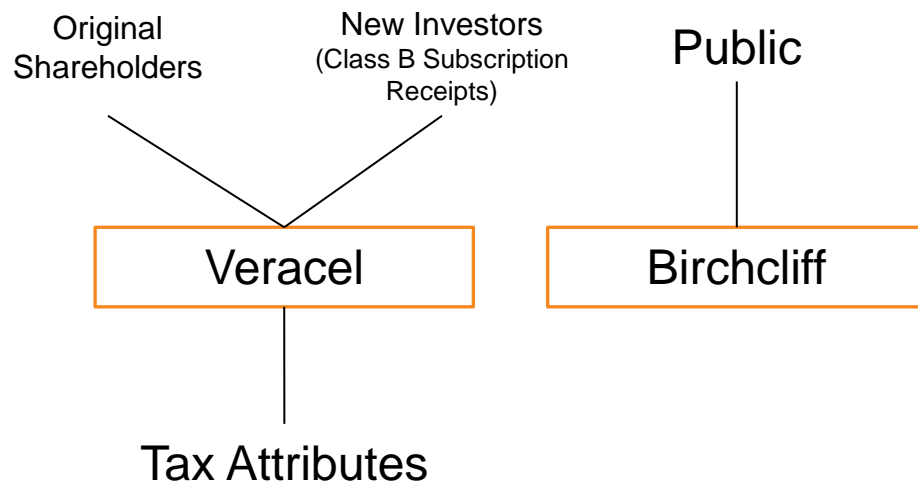 Original
Shareholders
New Investors
(Class B Subscription
Receipts)
Public
Veracel
Birchcliff
Tax Attributes